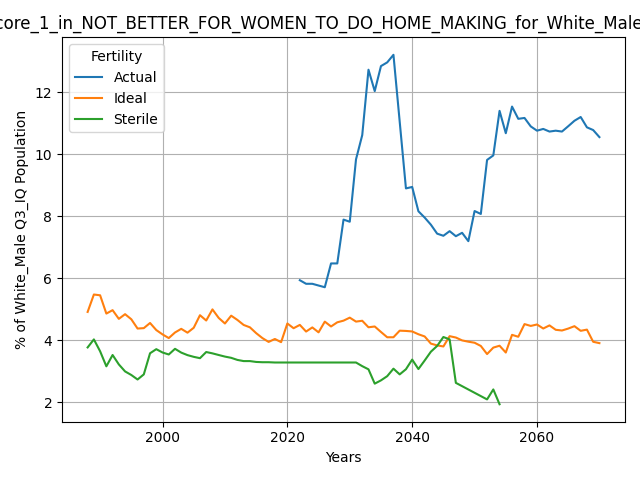 core_1_in_NOT_BETTER_FOR_WOMEN_TO_DO_HOME_MAKING_for_White_Male
Fertility
Actual
Ideal
Sterile
12
10
8
6
4
2
% of White_Male Q3_IQ Population
2000
2020
2040
2060
Years